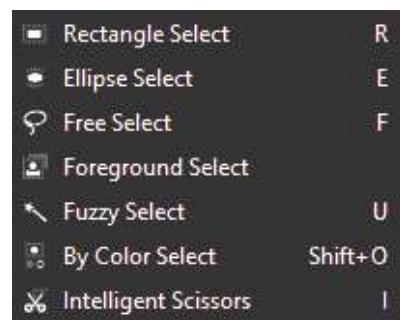 Rectangle Select R
Ellipse Select E
Free Select F
Foreground Select
Fuzzy Select U
By Color Select Shift+O
Intelligent Scissors I